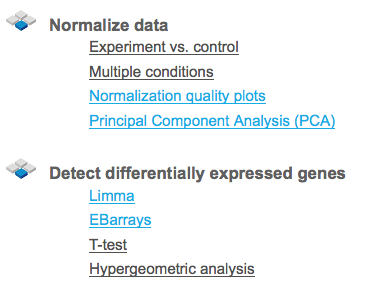 Normalize data
Experiment vs. control
Multiple conditions
Normalization quality plots
Principal Component Analysis (PCA)
Detect differentially expressed genes
Limma
EBarrays
T-test
Hypergeometric analysis